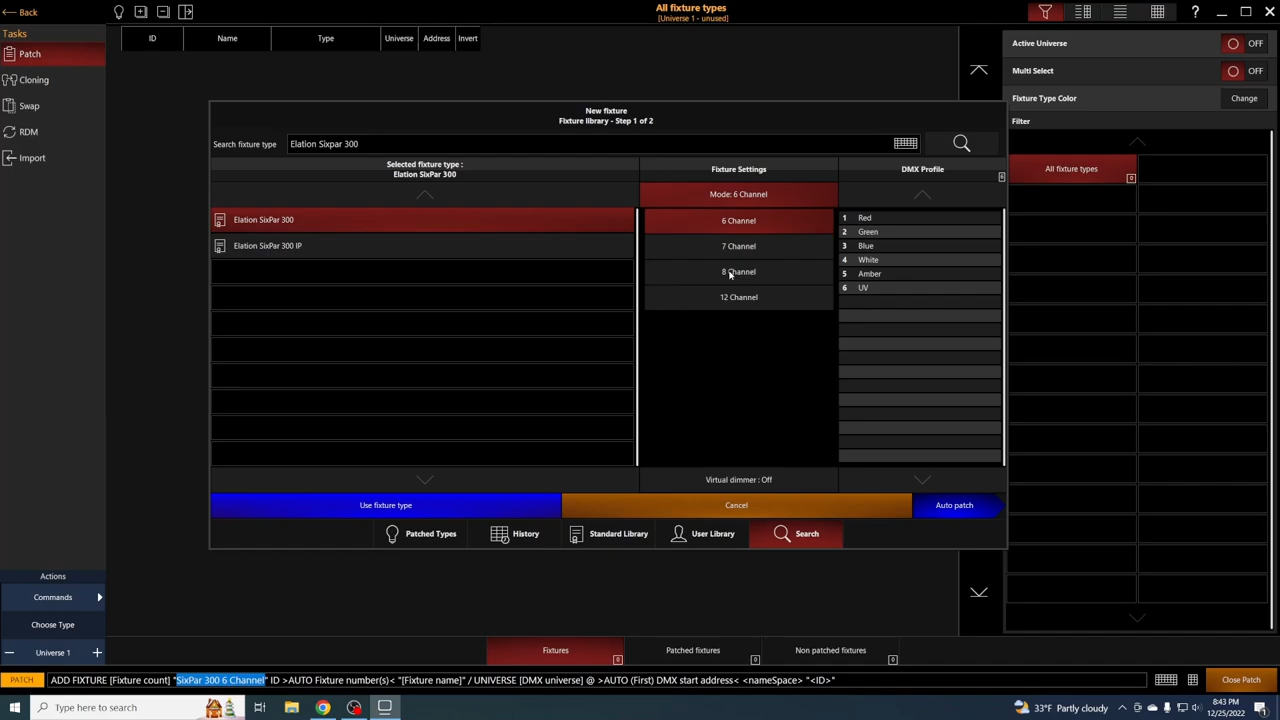 Back
All fixture types
[Universe 1 - unused]
Tasks
Patch
Cloning
Swap
RDM
Import
ID Name Type Universe Address Invert
Active Universe OFF
Multi Select OFF
Fixture Type Color Change
Filter
All fixture types 0
New fixture
Fixture library - Step 1 of 2
Search fixture type Elation Sixpar 300
Selected fixture type :
Elation SixPar 300
Fixture Settings
DMX Profile
6
Mode: 6 Channel
Elation SixPar 300
Elation SixPar 300 IP
6 Channel
7 Channel
8 Channel
12 Channel
1 Red
2 Green
3 Blue
4 White
5 Amber
6 UV
Virtual dimmer : Off
Use fixture type Cancel Auto patch
Patched Types History Standard Library User Library Search
Actions
Commands
Choose Type
− Universe 1 +
Fixtures 0 Patched fixtures 0 Non patched fixtures 0
PATCH ADD FIXTURE [Fixture count] "SixPar 300 6 Channel" ID >AUTO Fixture number(s)< "[Fixture name]" / UNIVERSE [DMX universe] @ >AUTO (First) DMX start address< <nameSpace> "<ID>" Close Patch
Type here to search
33°F Partly cloudy
8:43 PM
12/25/2022
1